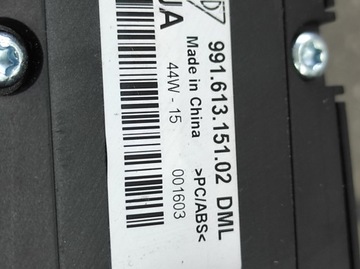 991.613.151.02 DML
Made in China >PC/ABS<
44W - 15 001603